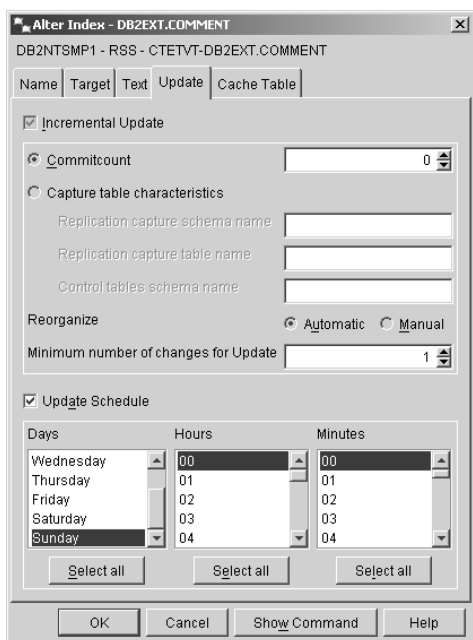 Alter Index - DB2EXT.COMMENT
DB2NTSMP1 - RSS - CTETVT-DB2EXT.COMMENT
Name Target Text Update Cache Table
Incremental Update
Commitcount 0
Capture table characteristics
Replication capture schema name
Replication capture table name
Control tables schema name
Reorganize Automatic Manual
Minimum number of changes for Update 1
Update Schedule
Days Hours Minutes
Wednesday 00 00
Thursday 01 01
Friday 02 02
Saturday 03 03
Sunday 04 04
Select all Select all Select all
OK Cancel Show Command Help